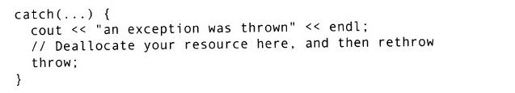 catch(...) {
  cout << "an exception was thrown" << endl;
  // Deallocate your resource here, and then rethrow
  throw;
}